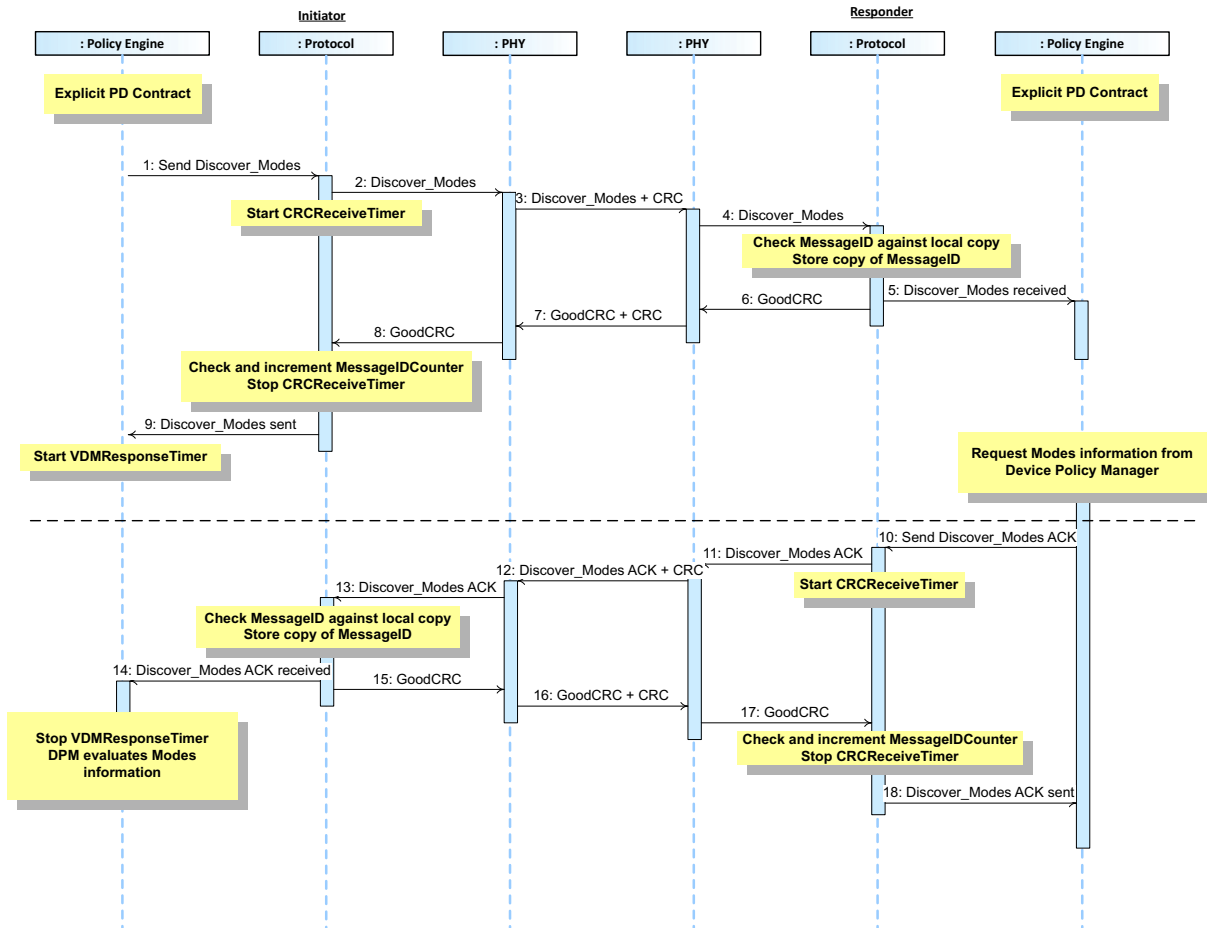 Initiator
Responder
: Policy Engine
: Protocol
: PHY
: PHY
: Protocol
: Policy Engine
Explicit PD Contract
Explicit PD Contract
1: Send Discover_Modes
2: Discover_Modes
3: Discover_Modes + CRC
Start CRCReceiveTimer
4: Discover_Modes
Check MessageID against local copy
Store copy of MessageID
5: Discover_Modes received
6: GoodCRC
7: GoodCRC + CRC
8: GoodCRC
Check and increment MessageIDCounter
Stop CRCReceiveTimer
9: Discover_Modes sent
Start VDMResponseTimer
Request Modes information from
Device Policy Manager
10: Send Discover_Modes ACK
11: Discover_Modes ACK
12: Discover_Modes ACK + CRC
Start CRCReceiveTimer
13: Discover_Modes ACK
Check MessageID against local copy
Store copy of MessageID
14: Discover_Modes ACK received
15: GoodCRC
16: GoodCRC + CRC
17: GoodCRC
Stop VDMResponseTimer
DPM evaluates Modes
information
Check and increment MessageIDCounter
Stop CRCReceiveTimer
18: Discover_Modes ACK sent